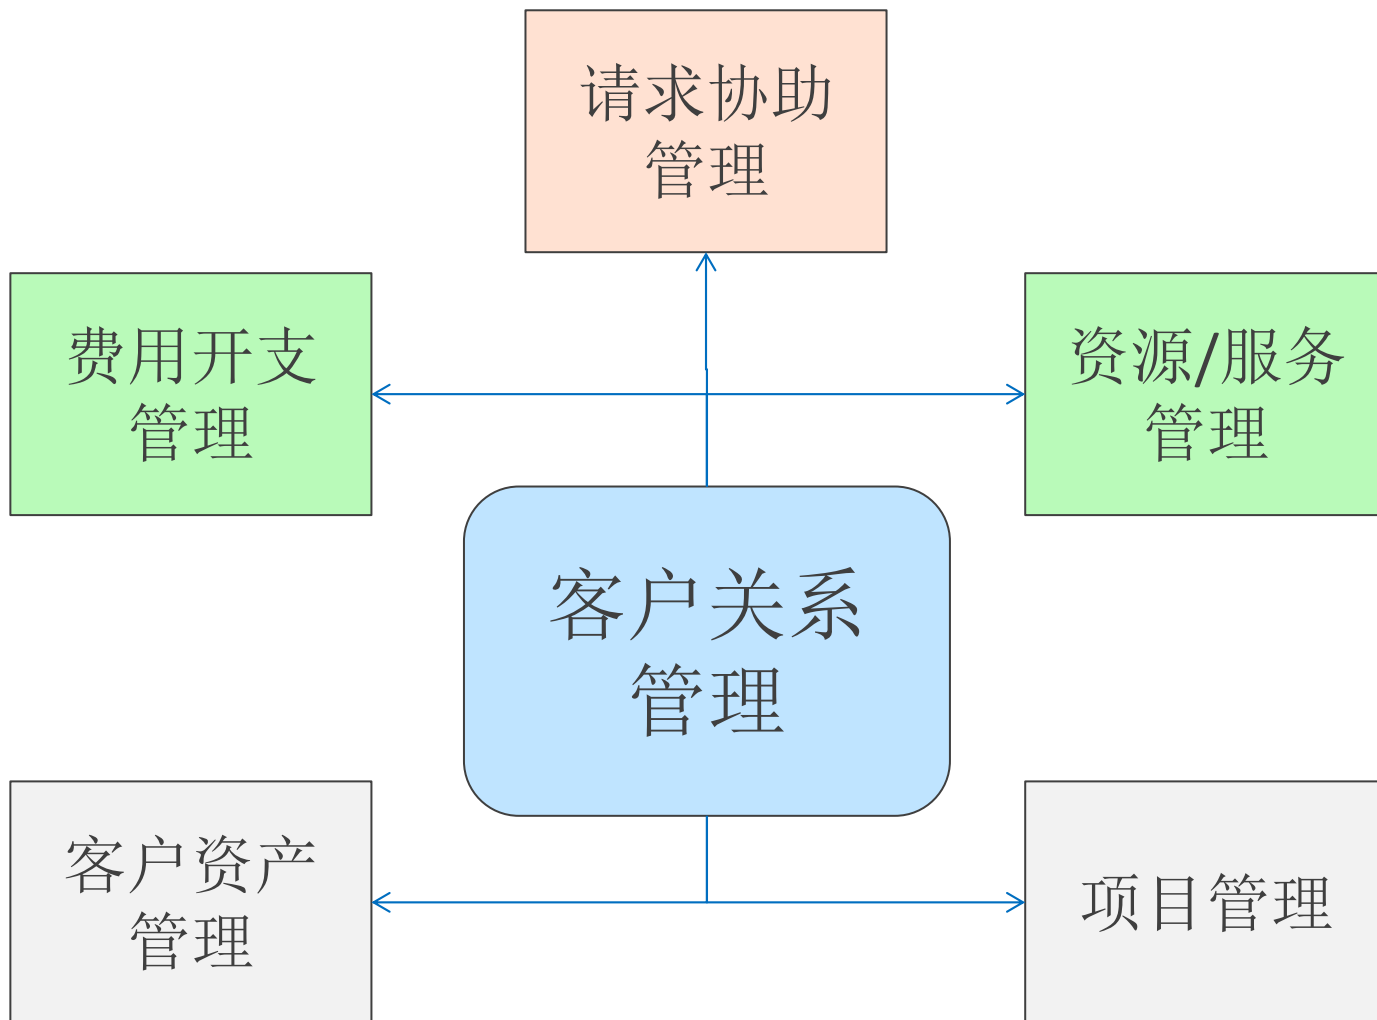 请求协助
管理
费用开支
管理
资源/服务
管理
客户关系
管理
客户资产
管理
项目管理